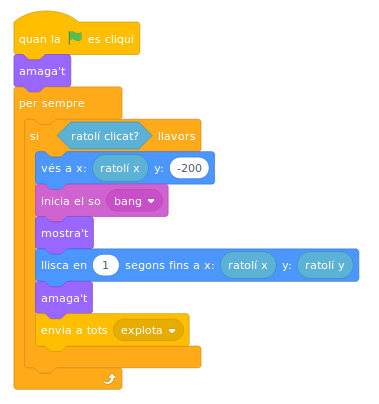 quan la es cliqui
amaga't
per sempre
si ratolí clicat? llavors
vés a x: ratolí x y: -200
inicia el so bang
mostra't
llisca en 1 segons fins a x: ratolí x y: ratolí y
amaga't
envia a tots explota